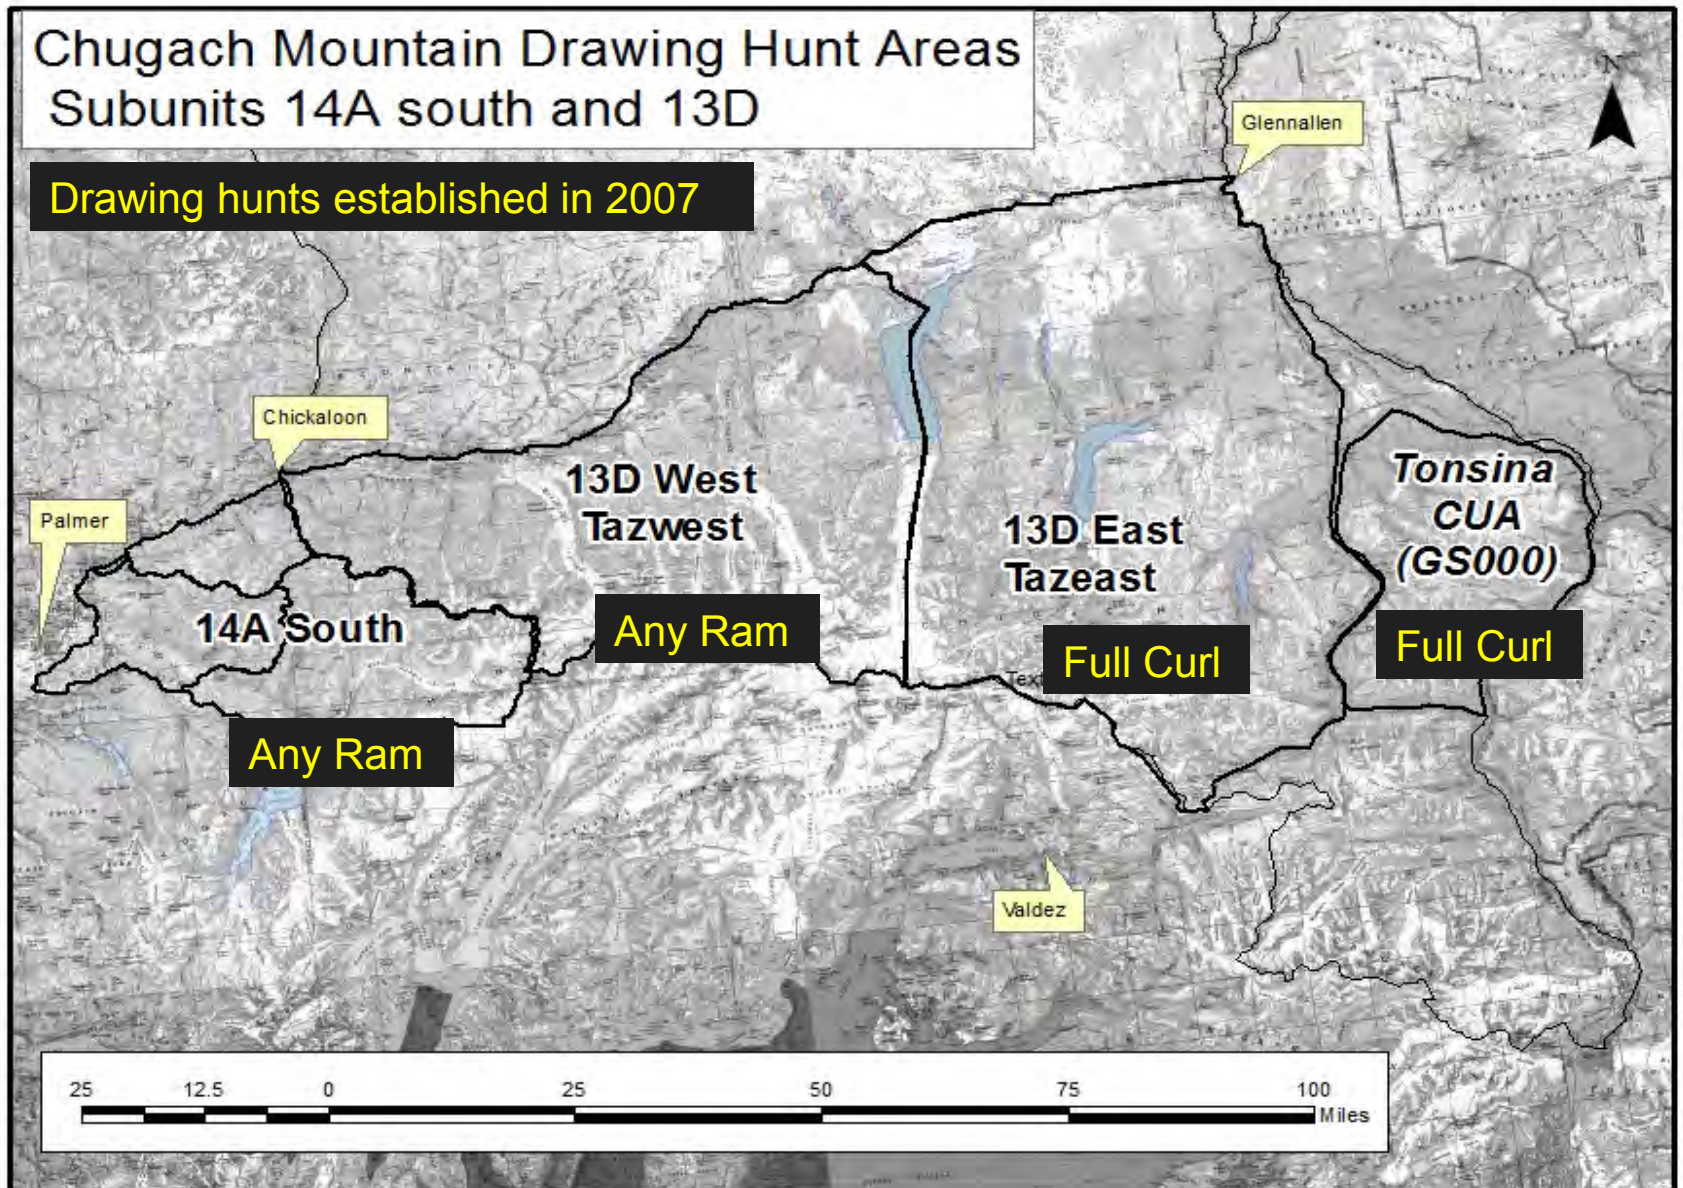 Chugach Mountain Drawing Hunt Areas
Subunits 14A south and 13D
Drawing hunts established in 2007
Glennallen
Chickaloon
Palmer
13D West
Tazwest
13D East
Tazeast
Tonsina
CUA
(GS000)
14A South
Any Ram
Full Curl
Full Curl
Text
Any Ram
Valdez
25 12.5 0 25 50 75 100
Miles